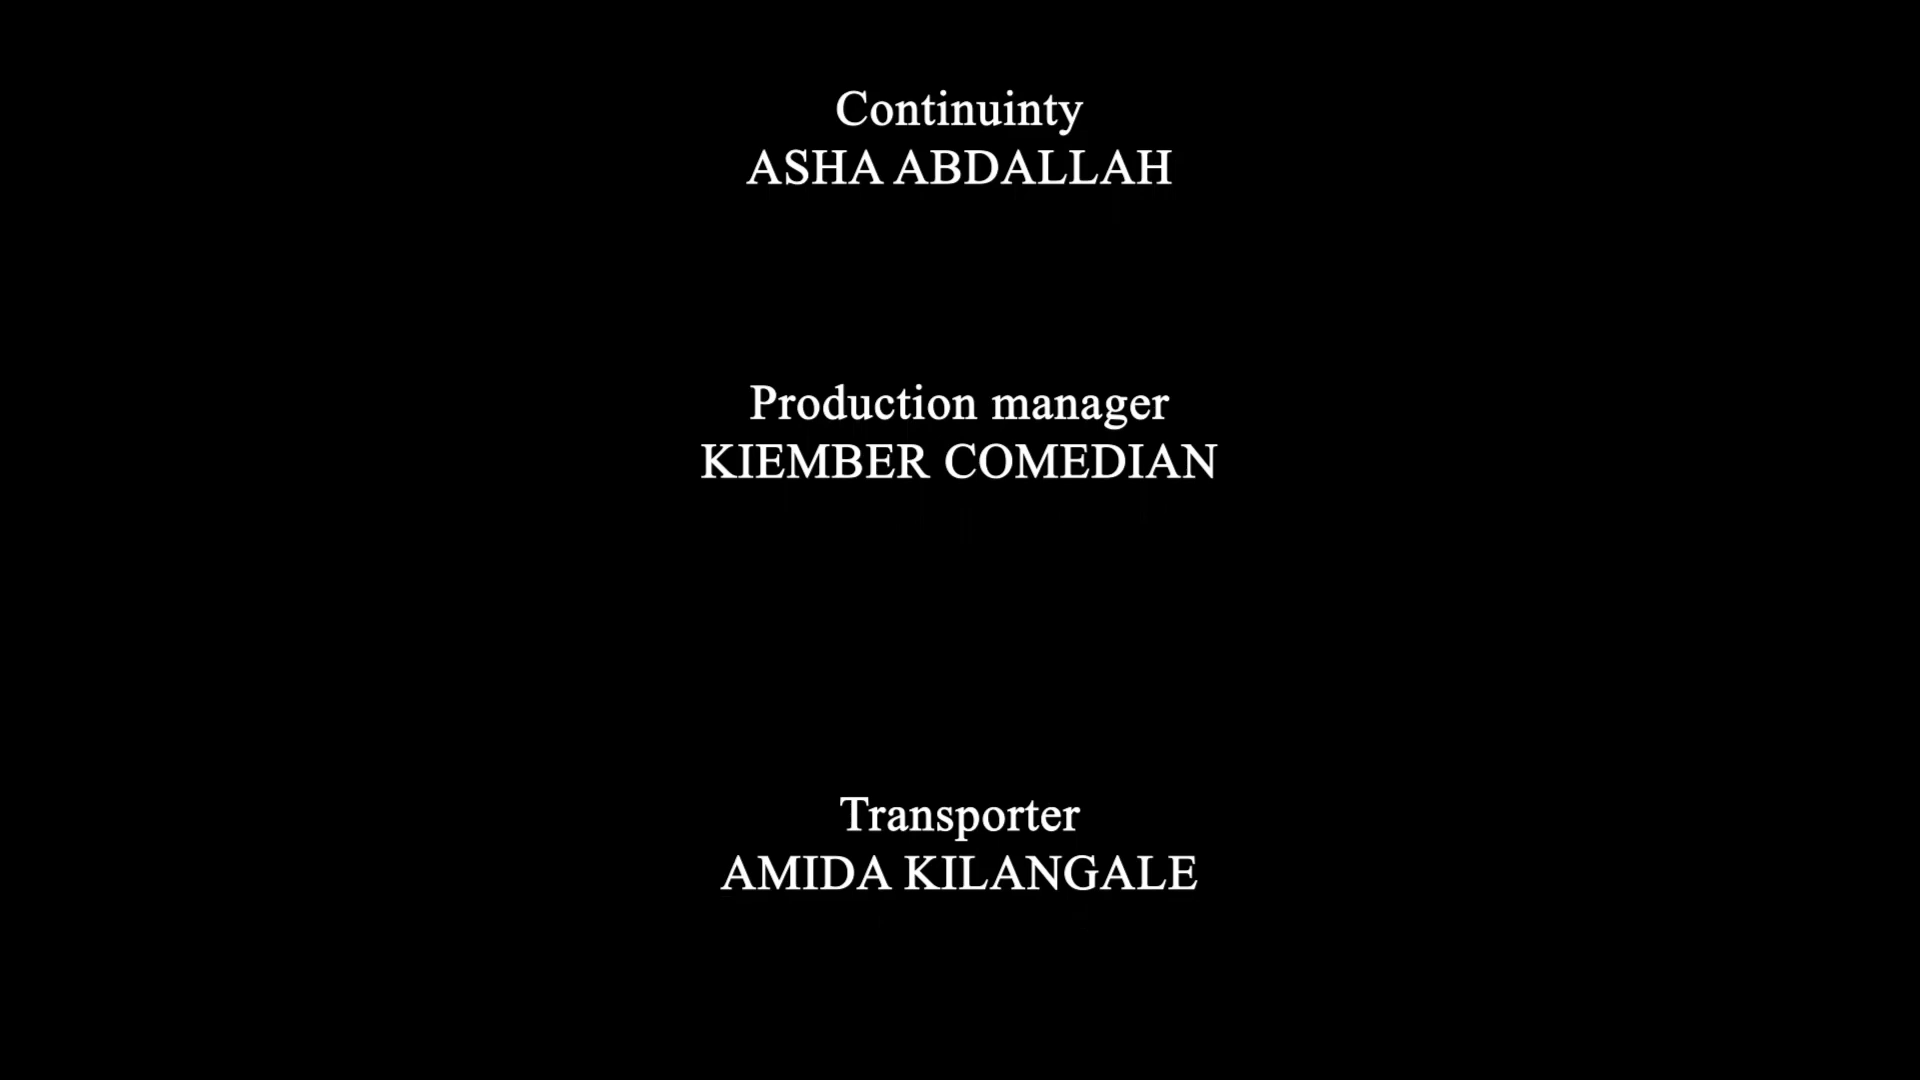 Continuinty
ASHA ABDALLAH
Production manager
KIEMBER COMEDIAN
Transporter
AMIDA KILANGALE